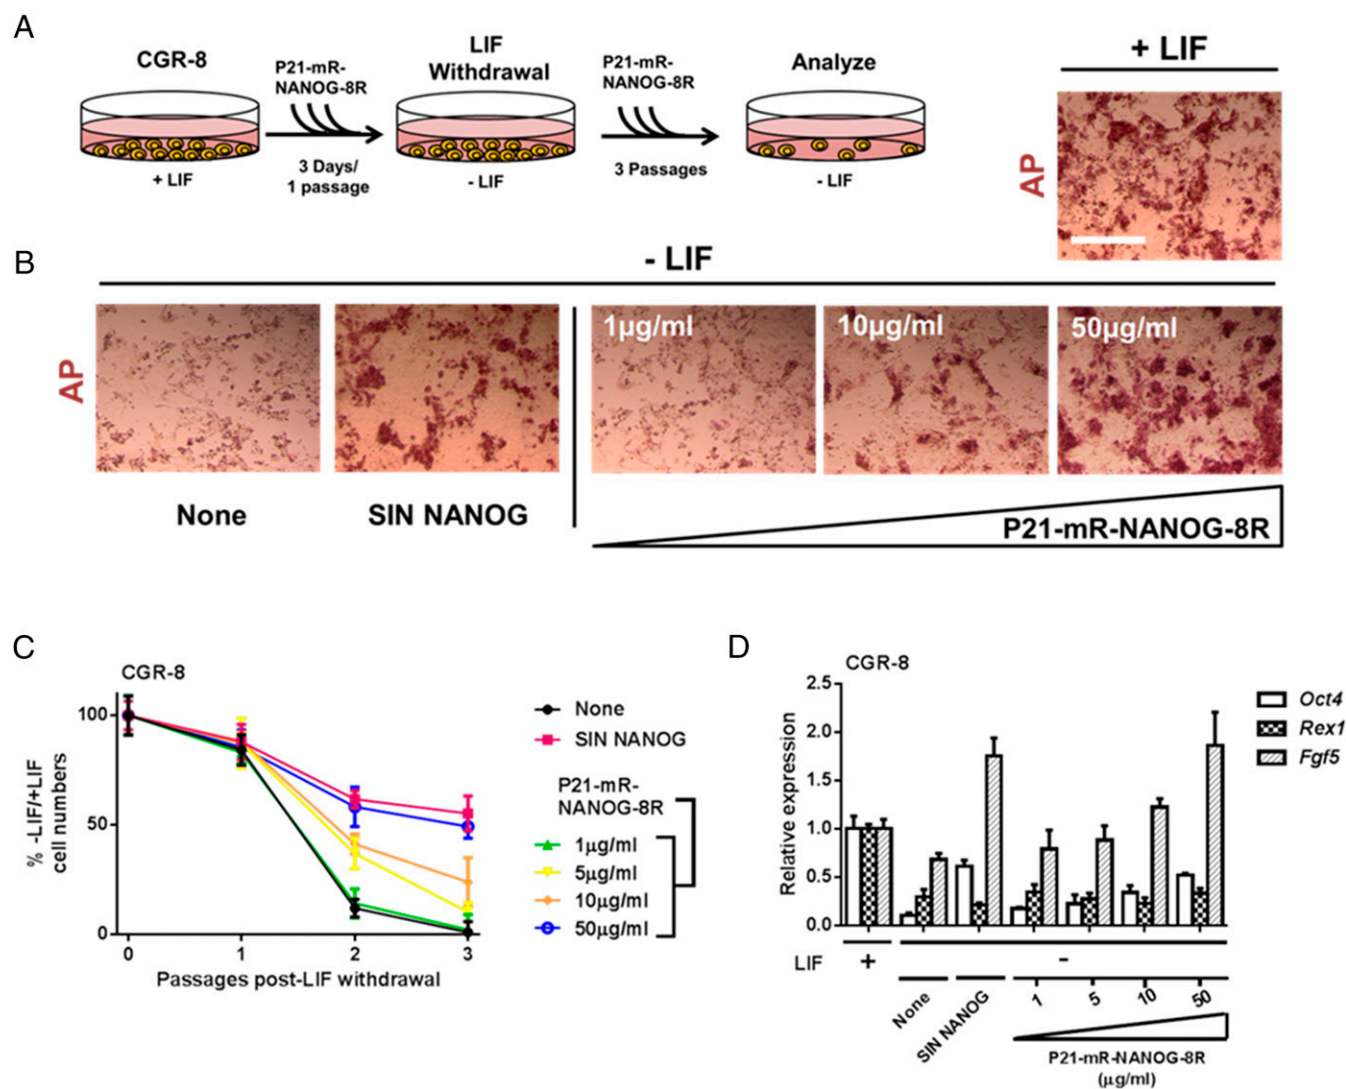 A
CGR-8
P21-mR-
NANOG-8R
3 Days/
1 passage
+ LIF
LIF
Withdrawal
- LIF
P21-mR-
NANOG-8R
3 Passages
Analyze
- LIF
+ LIF
AP
B
- LIF
AP
1µg/ml
10µg/ml
50µg/ml
None
SIN NANOG
P21-mR-NANOG-8R
C
CGR-8
% -LIF/+LIF
cell numbers
100
50
0
0
1
2
3
Passages post-LIF withdrawal
None
SIN NANOG
P21-mR-
NANOG-8R
1µg/ml
5µg/ml
10µg/ml
50µg/ml
D
CGR-8
Relative expression
2.5
2.0
1.5
1.0
0.5
0.0
Oct4
Rex1
Fgf5
LIF
+
-
None
SIN NANOG
1
5
10
50
P21-mR-NANOG-8R
(µg/ml)